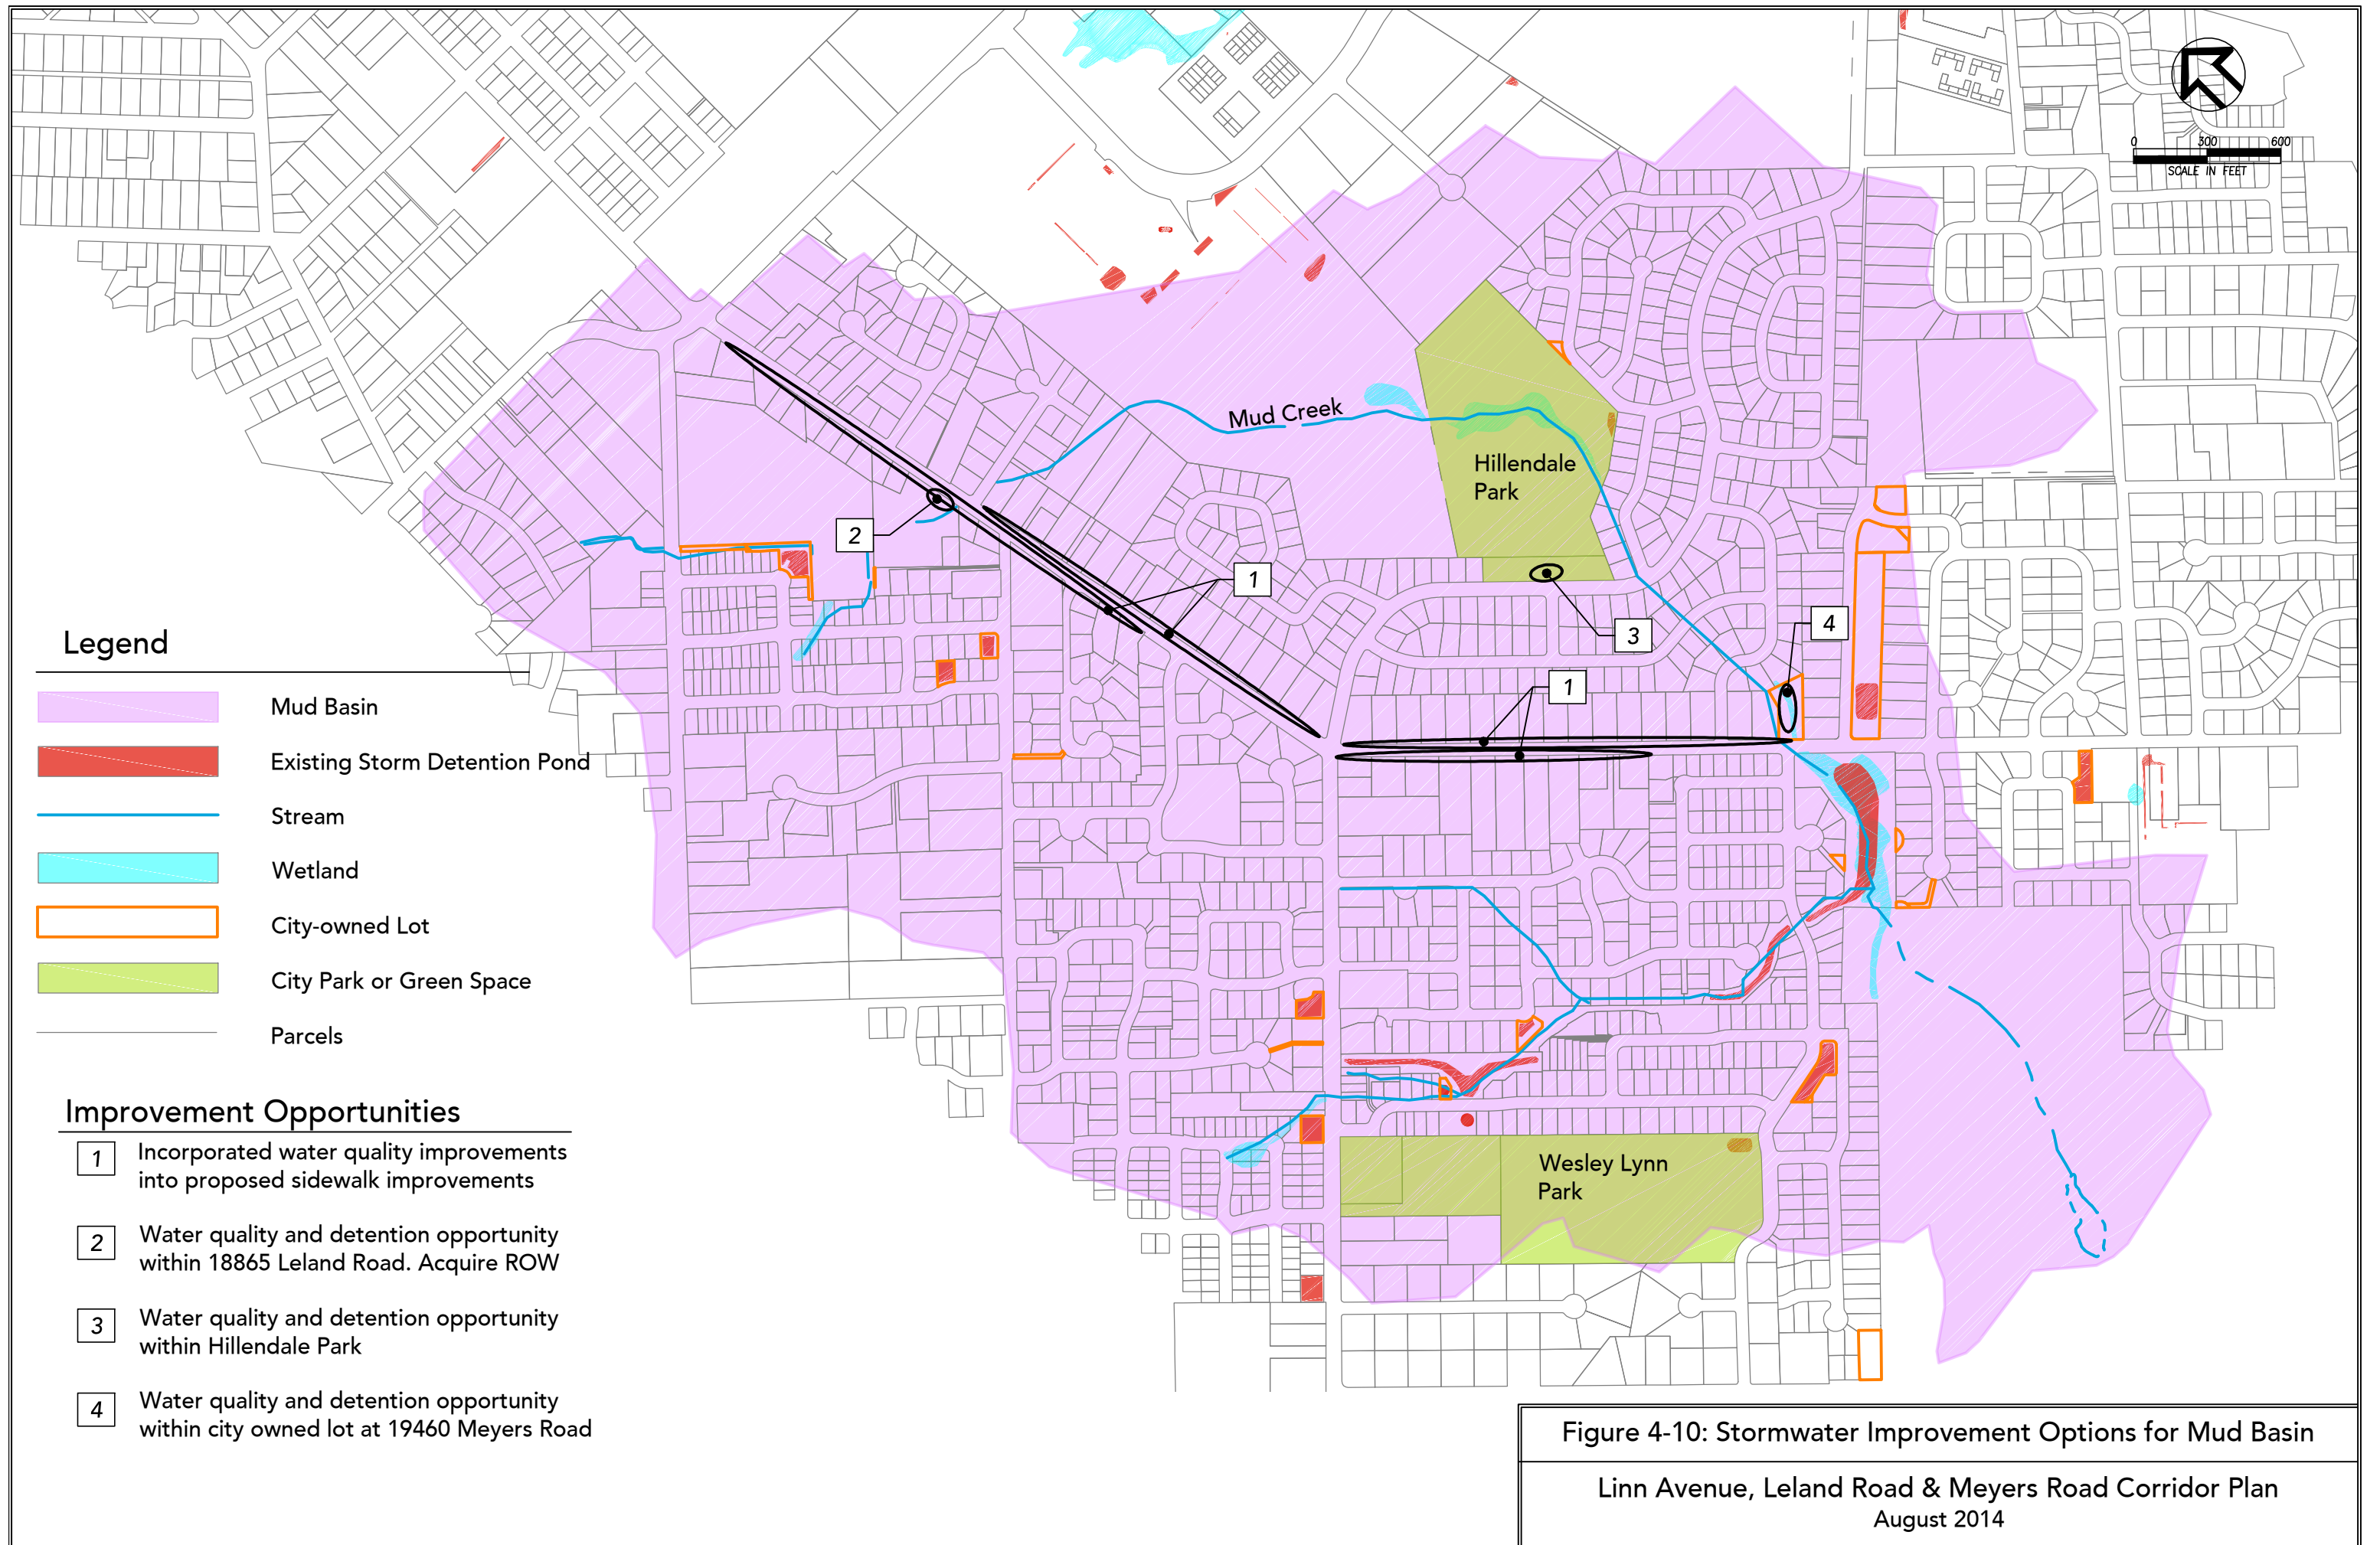 0 300 600
SCALE IN FEET
Mud Creek
Hillendale
Park
2
1
3
4
1
Wesley Lynn
Park
Legend
Mud Basin
Existing Storm Detention Pond
Stream
Wetland
City-owned Lot
City Park or Green Space
Parcels
Improvement Opportunities
1 Incorporated water quality improvements
into proposed sidewalk improvements
2 Water quality and detention opportunity
within 18865 Leland Road. Acquire ROW
3 Water quality and detention opportunity
within Hillendale Park
4 Water quality and detention opportunity
within city owned lot at 19460 Meyers Road
Figure 4-10: Stormwater Improvement Options for Mud Basin
Linn Avenue, Leland Road & Meyers Road Corridor Plan
August 2014